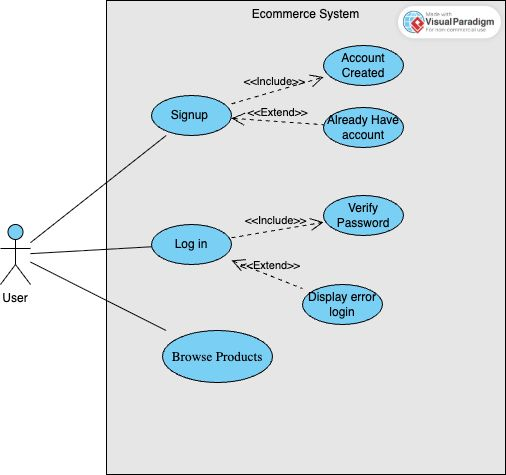 Ecommerce System
Made with
Visual Paradigm
For non-commercial use
Account
Created
<<Include>>
Signup
<<Extend>>
Already Have
account
Verify
Password
<<Include>>
Log in
<<Extend>>
Display error
login
User
Browse Products